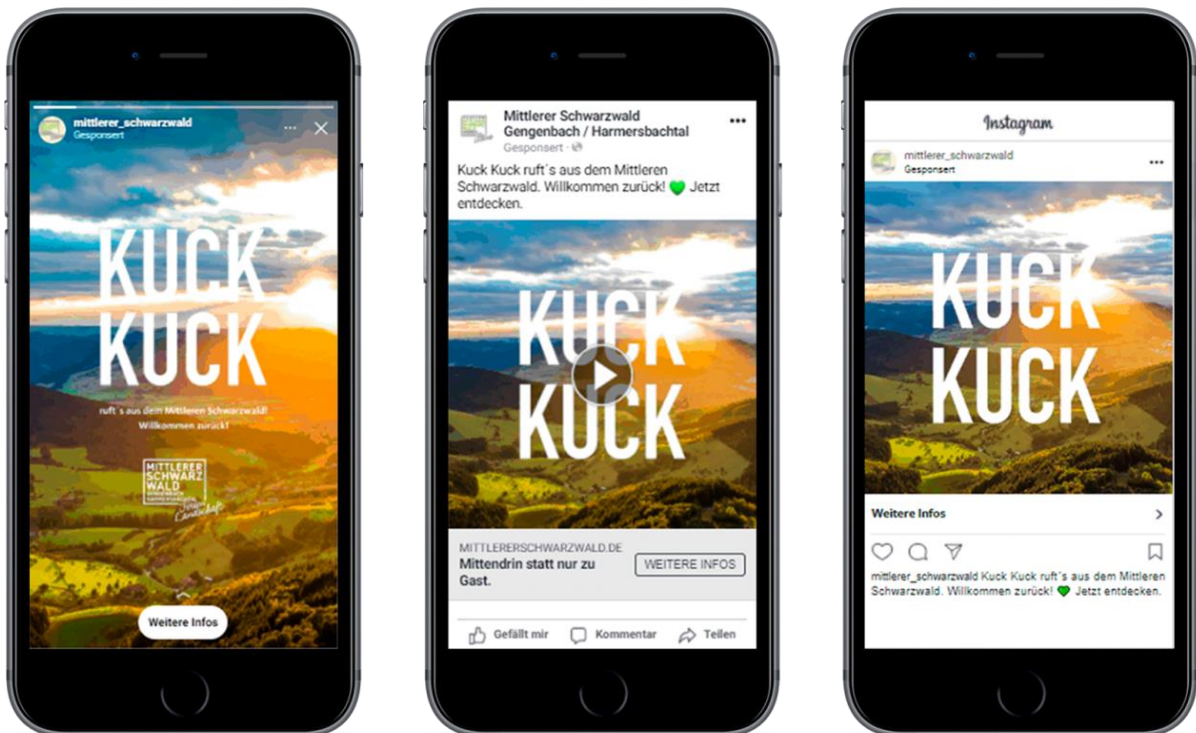 mittlerer_schwarzwald
Gesponsert
KUCK
KUCK
ruft´s aus dem Mittleren Schwarzwald!
Willkommen zurück!
MITTLERER
SCHWARZ
WALD
Landschaft
Weitere Infos
Mittlerer Schwarzwald
Gengenbach / Harmersbachtal
Gesponsert ·
Kuck Kuck ruft´s aus dem Mittleren
Schwarzwald. Willkommen zurück! 💚 Jetzt
entdecken.
KUCK
KUCK
MITTLERERSCHWARZWALD.DE
Mittendrin statt nur zu
Gast.
WEITERE INFOS
Gefällt mir
Kommentar
Teilen
Instagram
mittlerer_schwarzwald
Gesponsert
KUCK
KUCK
Weitere Infos
mittlerer_schwarzwald Kuck Kuck ruft´s aus dem Mittleren
Schwarzwald. Willkommen zurück! 💚 Jetzt entdecken.